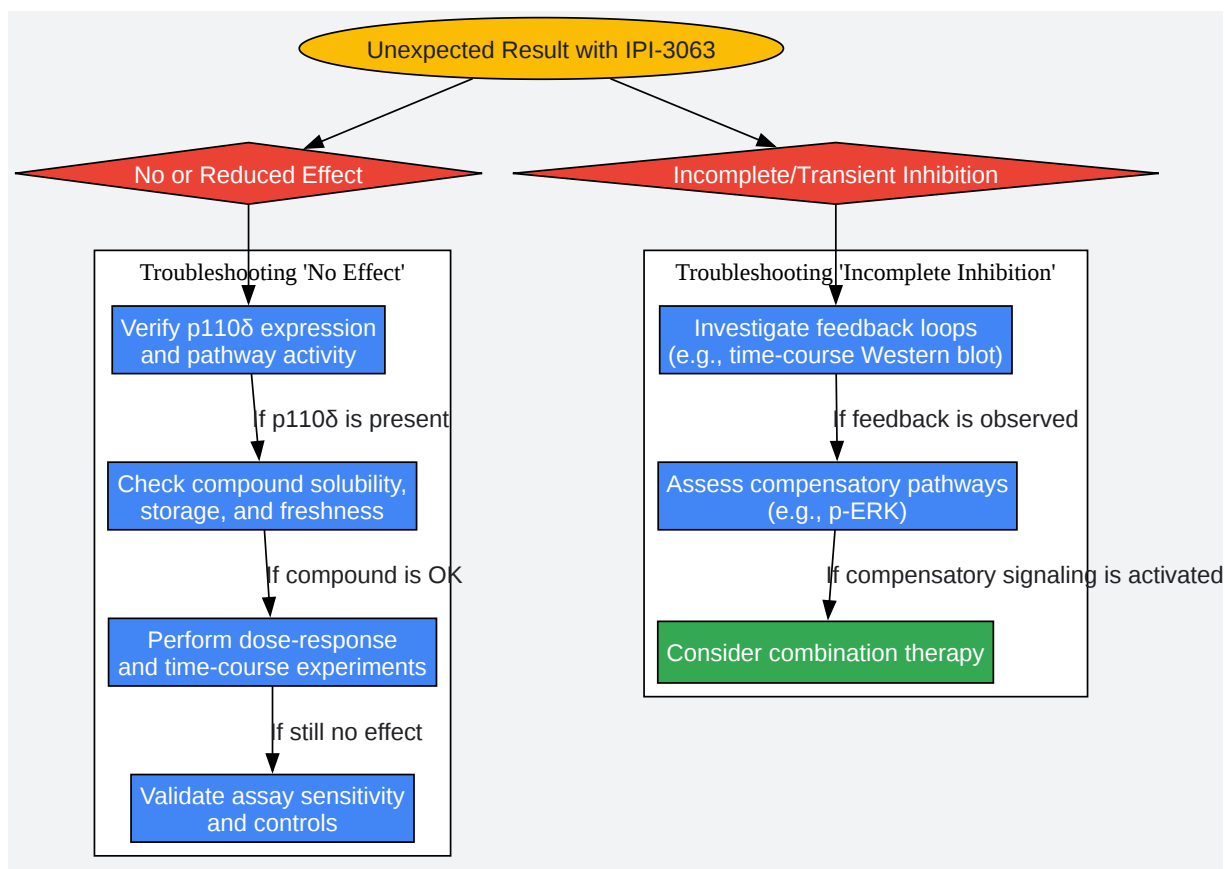 Unexpected Result with IPI-3063
No or Reduced Effect
Incomplete/Transient Inhibition
Troubleshooting 'No Effect'
Verify p110δ expression
and pathway activity
If p110δ is present
Check compound solubility,
storage, and freshness
If compound is OK
Perform dose-response
and time-course experiments
If still no effect
Validate assay sensitivity
and controls
Troubleshooting 'Incomplete Inhibition'
Investigate feedback loops
(e.g., time-course Western blot)
If feedback is observed
Assess compensatory pathways
(e.g., p-ERK)
If compensatory signaling is activated
Consider combination therapy